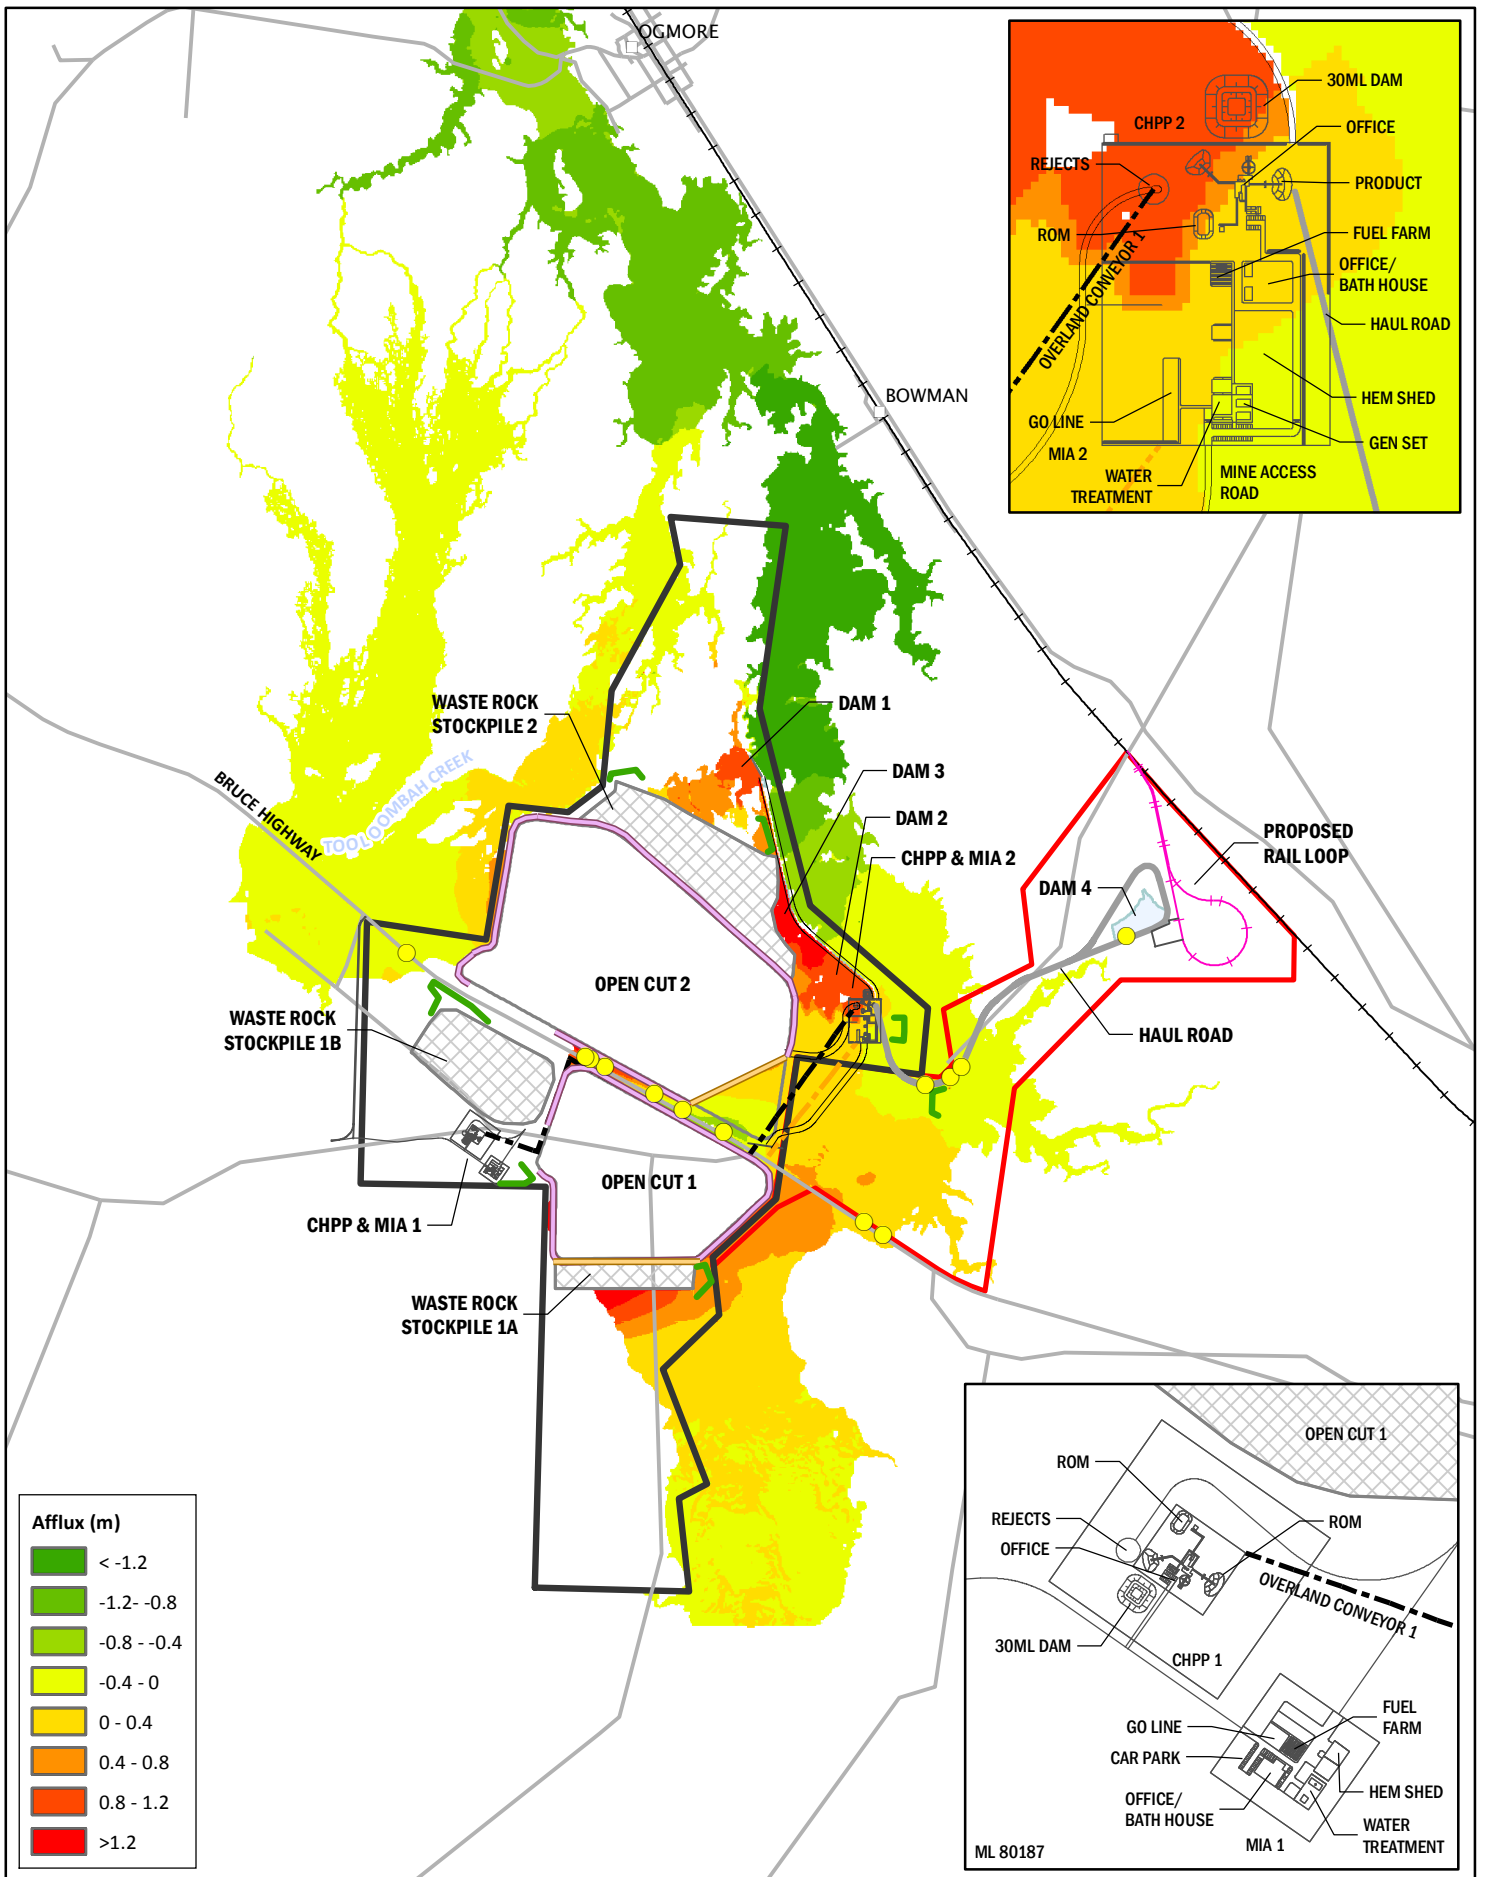 OGMORE
BOWMAN
30ML DAM
CHPP 2
OFFICE
REJECTS
PRODUCT
ROM
FUEL FARM
OFFICE/
BATH HOUSE
OVERLAND CONVEYOR 1
HAUL ROAD
HEM SHED
GO LINE
GEN SET
MIA 2
WATER
TREATMENT
MINE ACCESS
ROAD
WASTE ROCK
STOCKPILE 2
DAM 1
TOOLOOMBAH CREEK
BRUCE HIGHWAY
DAM 3
DAM 2
CHPP & MIA 2
PROPOSED
RAIL LOOP
DAM 4
OPEN CUT 2
WASTE ROCK
STOCKPILE 1B
HAUL ROAD
OPEN CUT 1
CHPP & MIA 1
WASTE ROCK
STOCKPILE 1A
Afflux (m)
< -1.2
-1.2- -0.8
-0.8 - -0.4
-0.4 - 0
0 - 0.4
0.4 - 0.8
0.8 - 1.2
>1.2
OPEN CUT 1
ROM
REJECTS
ROM
OFFICE
OVERLAND CONVEYOR 1
30ML DAM
CHPP 1
FUEL
FARM
GO LINE
CAR PARK
HEM SHED
OFFICE/
BATH HOUSE
WATER
TREATMENT
MIA 1
ML 80187